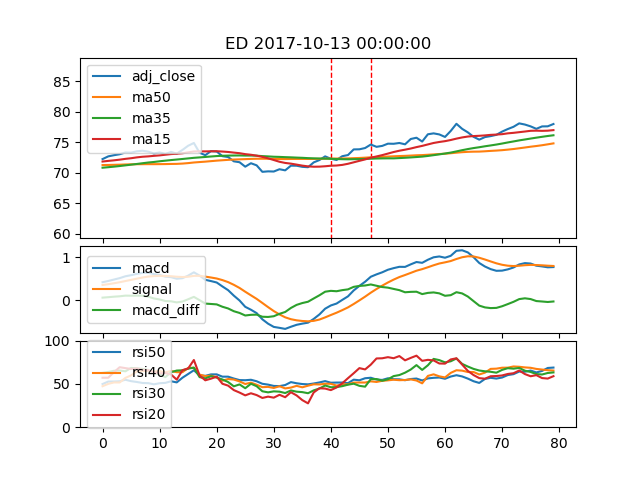 ED 2017-10-13 00:00:00
85
80
75
70
65
60
adj_close
ma50
ma35
ma15
1
0
macd
signal
macd_diff
100
50
0
rsi50
rsi40
rsi30
rsi20
0 10 20 30 40 50 60 70 80